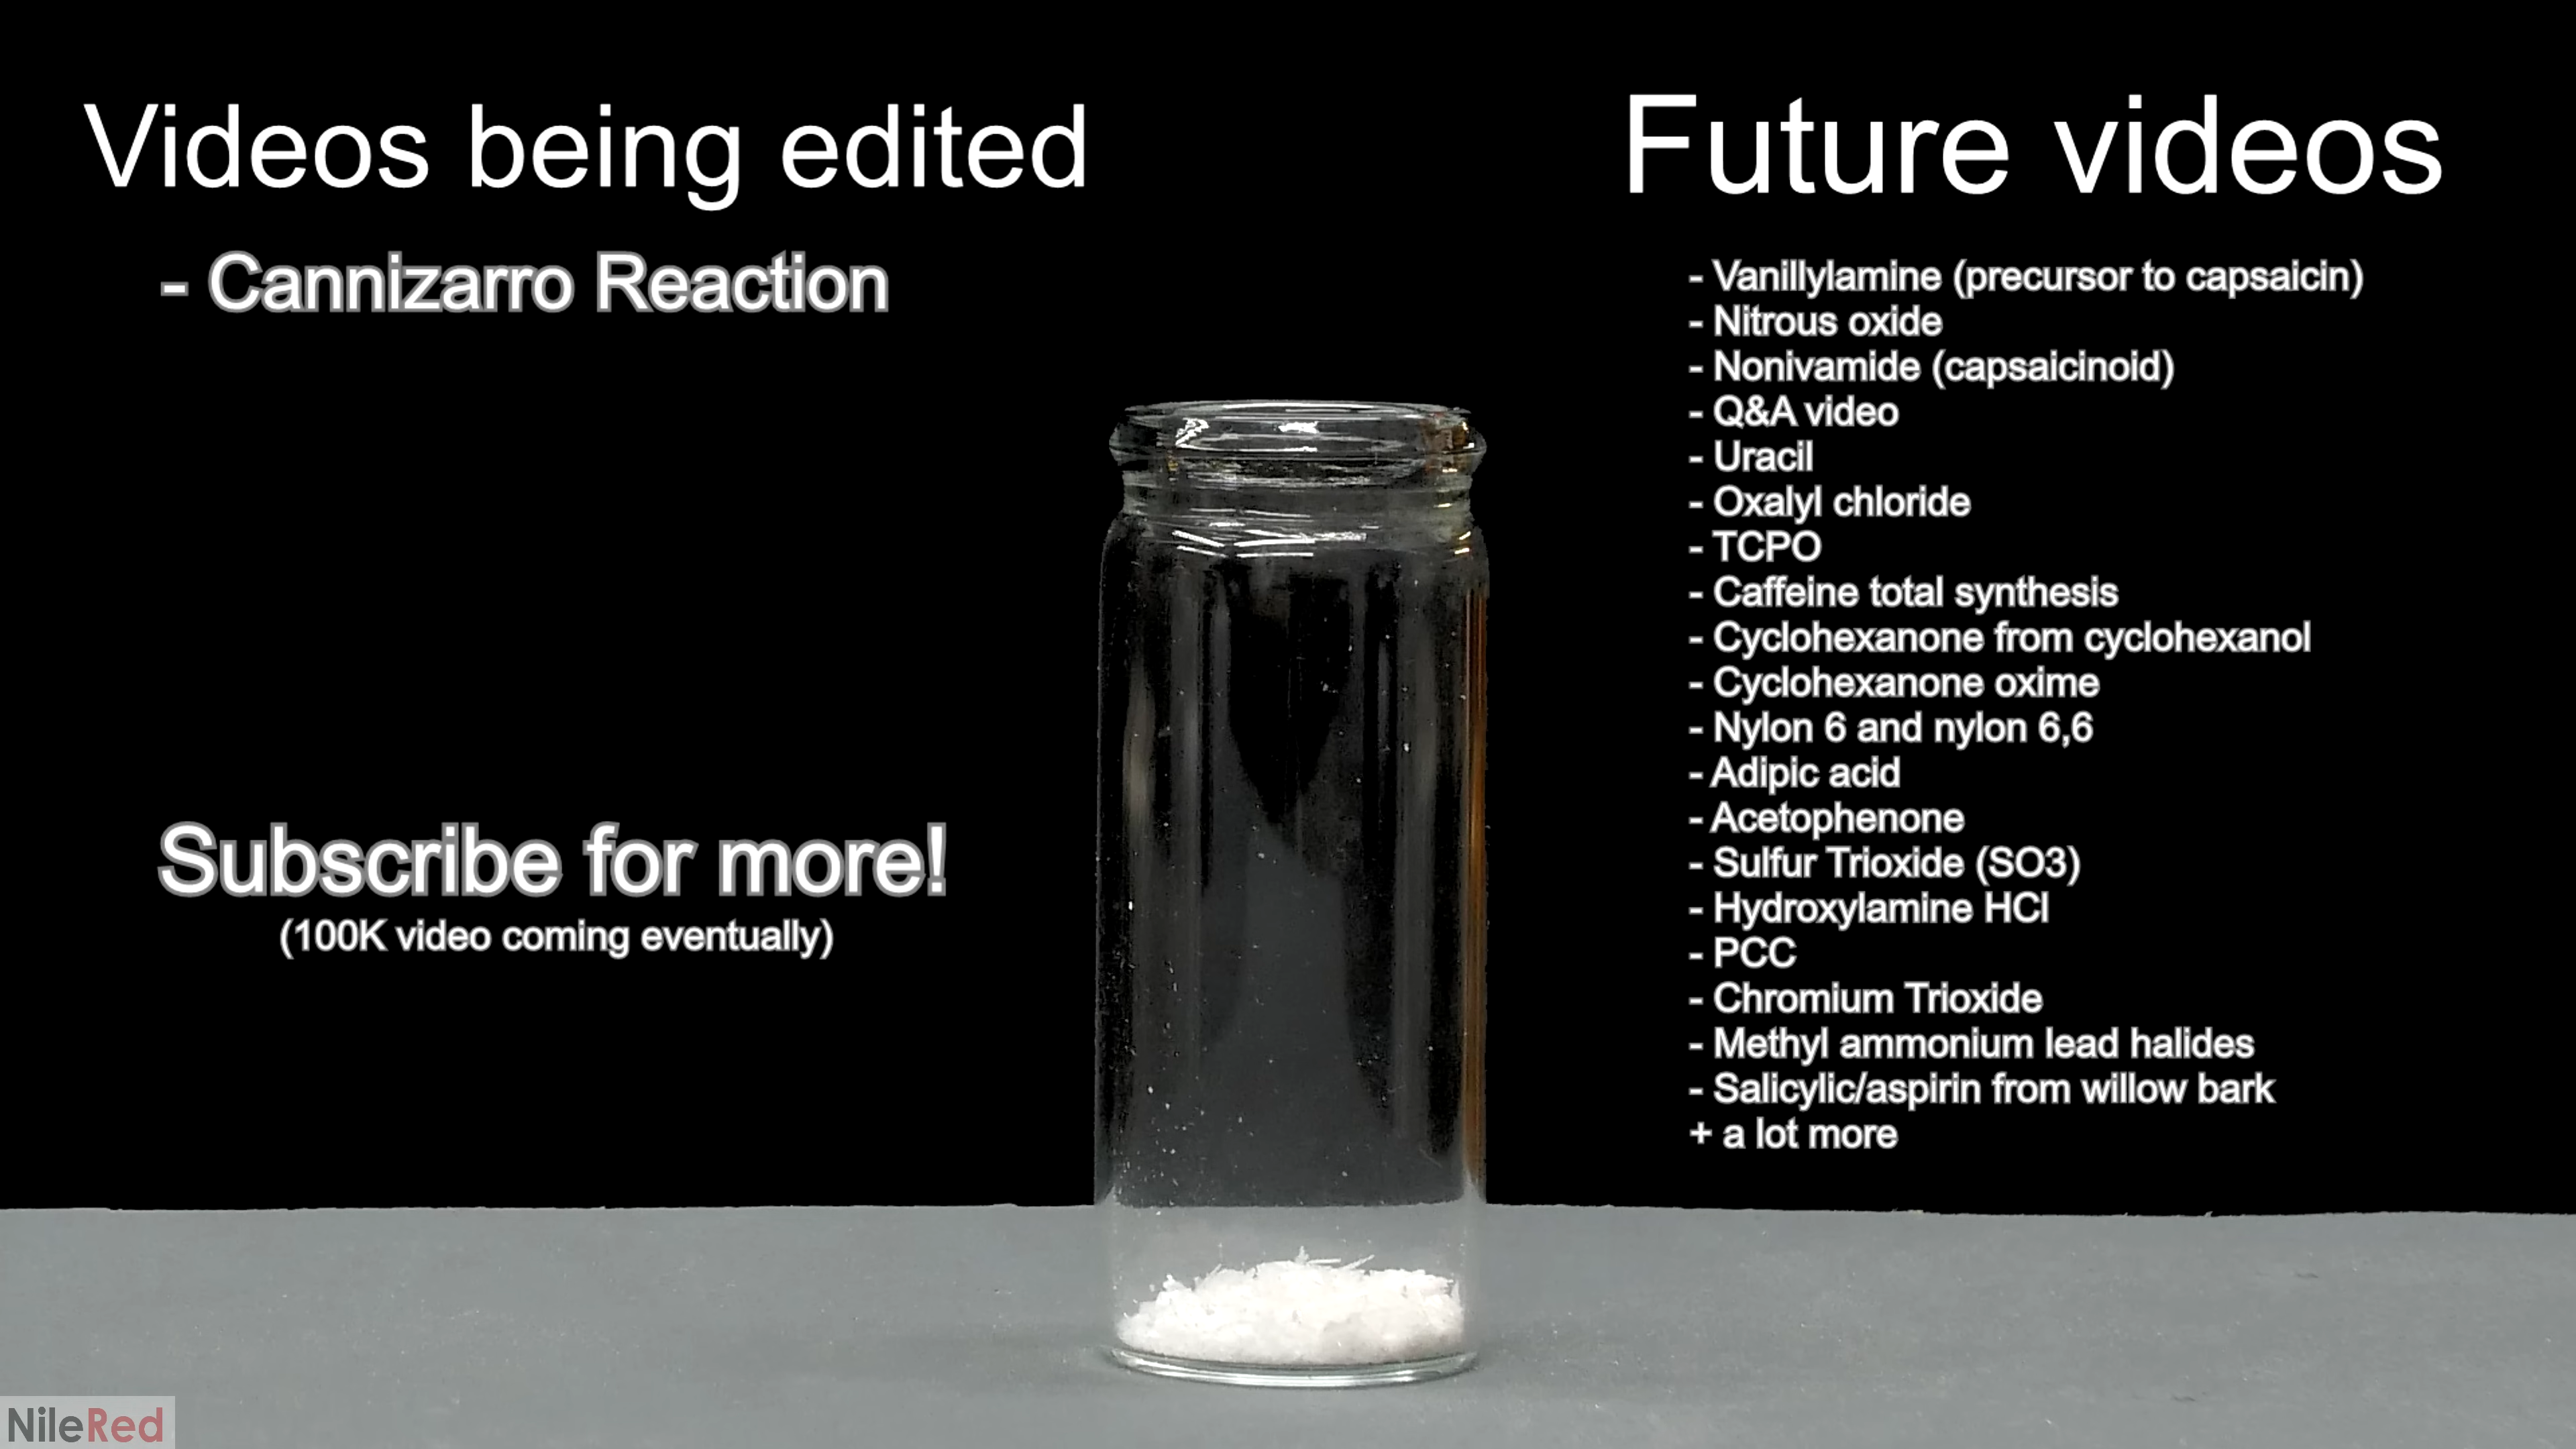 Videos being edited
- Cannizarro Reaction
Subscribe for more!
(100K video coming eventually)
Future videos
- Vanillylamine (precursor to capsaicin)
- Nitrous oxide
- Nonivamide (capsaicinoid)
- Q&A video
- Uracil
- Oxalyl chloride
- TCPO
- Caffeine total synthesis
- Cyclohexanone from cyclohexanol
- Cyclohexanone oxime
- Nylon 6 and nylon 6,6
- Adipic acid
- Acetophenone
- Sulfur Trioxide (SO3)
- Hydroxylamine HCl
- PCC
- Chromium Trioxide
- Methyl ammonium lead halides
- Salicylic/aspirin from willow bark
+ a lot more
NileRed